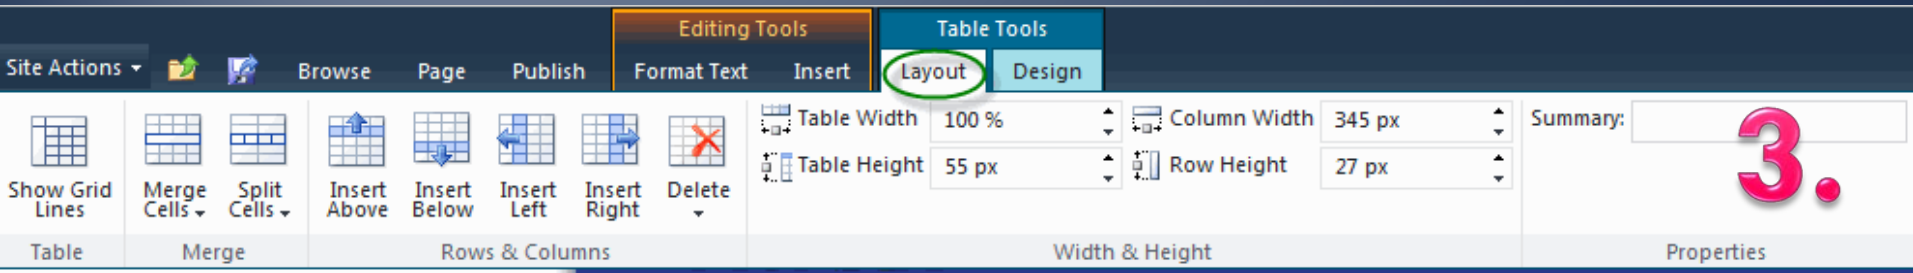 Editing Tools
Table Tools
Site Actions
Browse
Page
Publish
Format Text
Insert
Layout
Design
Show Grid
Lines
Merge
Cells
Split
Cells
Insert
Above
Insert
Below
Insert
Left
Insert
Right
Delete
Table Width 100 %
Table Height 55 px
Column Width 345 px
Row Height 27 px
Summary:
3.
Table
Merge
Rows & Columns
Width & Height
Properties